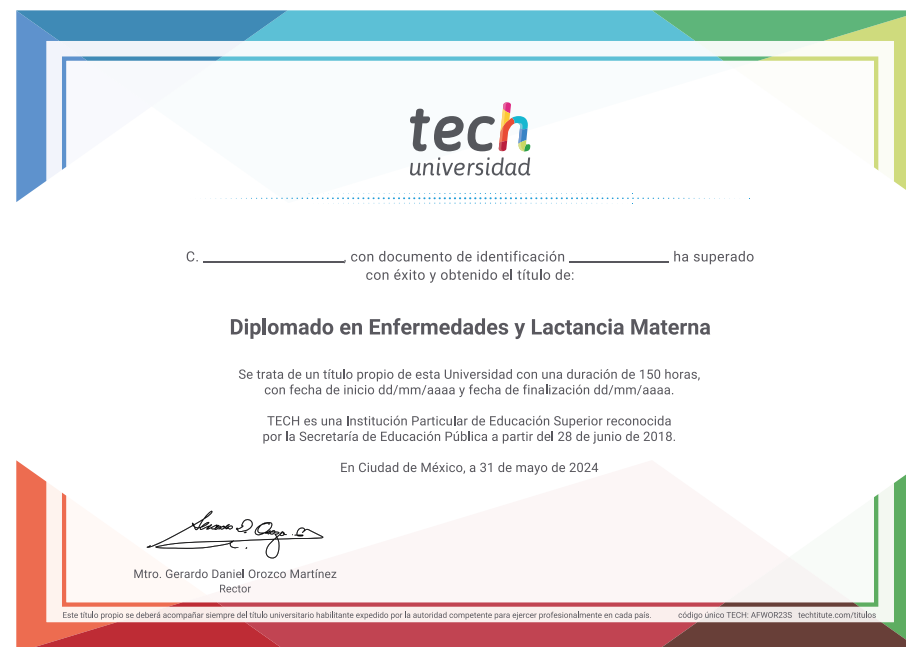 tech
universidad
C. ____________, con documento de identificación ____________ ha superado
con éxito y obtenido el título de:
Diplomado en Enfermedades y Lactancia Materna
Se trata de un título propio de esta Universidad con una duración de 150 horas,
con fecha de inicio dd/mm/aaaa y fecha de finalización dd/mm/aaaa.
TECH es una Institución Particular de Educación Superior reconocida
por la Secretaría de Educación Pública a partir del 28 de junio de 2018.
En Ciudad de México, a 31 de mayo de 2024
Mtro. Gerardo Daniel Orozco Martínez
Rector
Este título propio se deberá acompañar siempre del título universitario habilitante expedido por la autoridad competente para ejercer profesionalmente en cada país. código único TECH: AFWOR23S techtitute.com/titulos